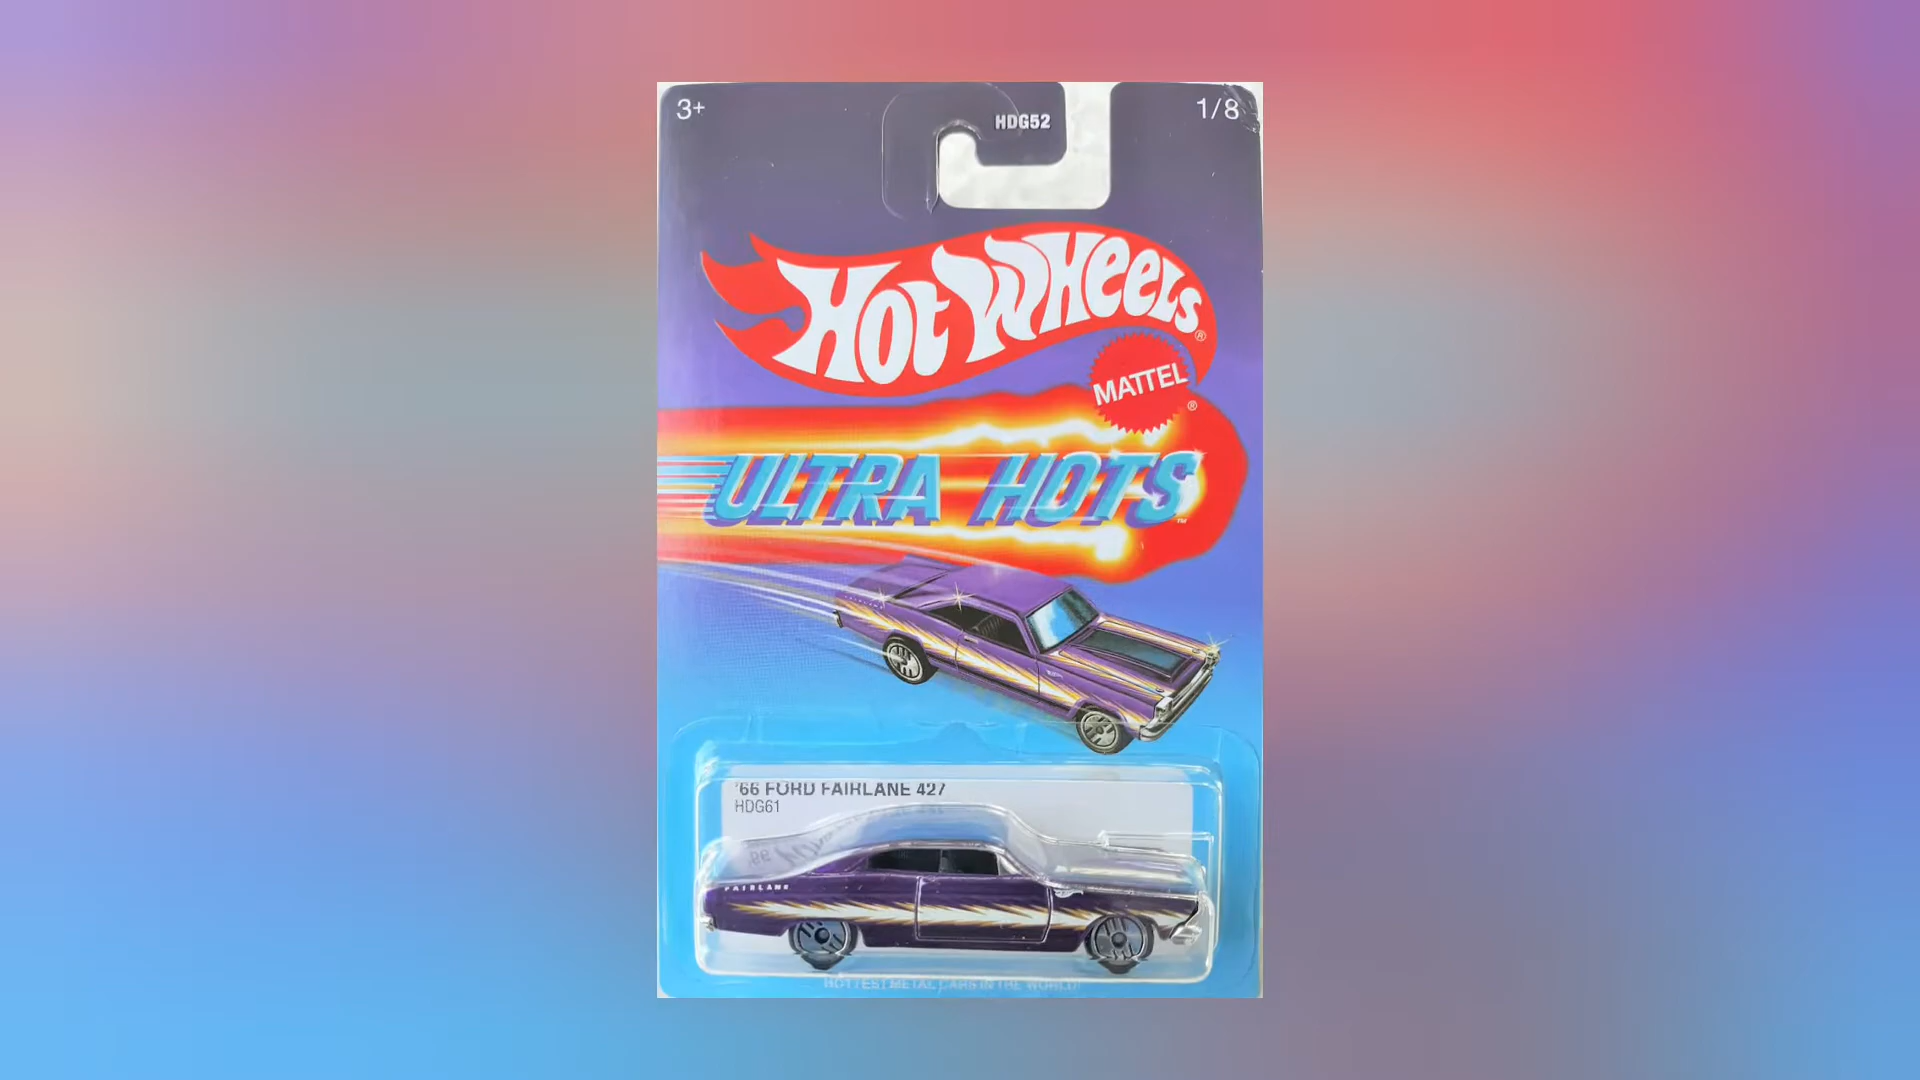 3+
HDG52
1/8
HOT WHEELS®
MATTEL®
ULTRA HOTS™
'66 FORD FAIRLANE 427
HDG61
FAIRLANE
HOTTEST METAL CARS IN THE WORLD!